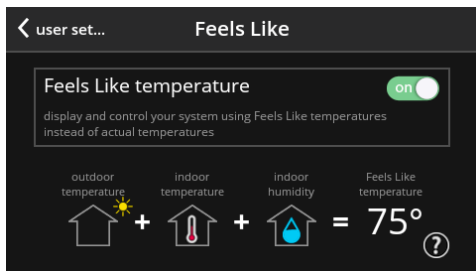 user set...
Feels Like
Feels Like temperature
on
display and control your system using Feels Like temperatures
instead of actual temperatures
outdoor
temperature
indoor
temperature
indoor
humidity
Feels Like
temperature
+ + = 75°
?